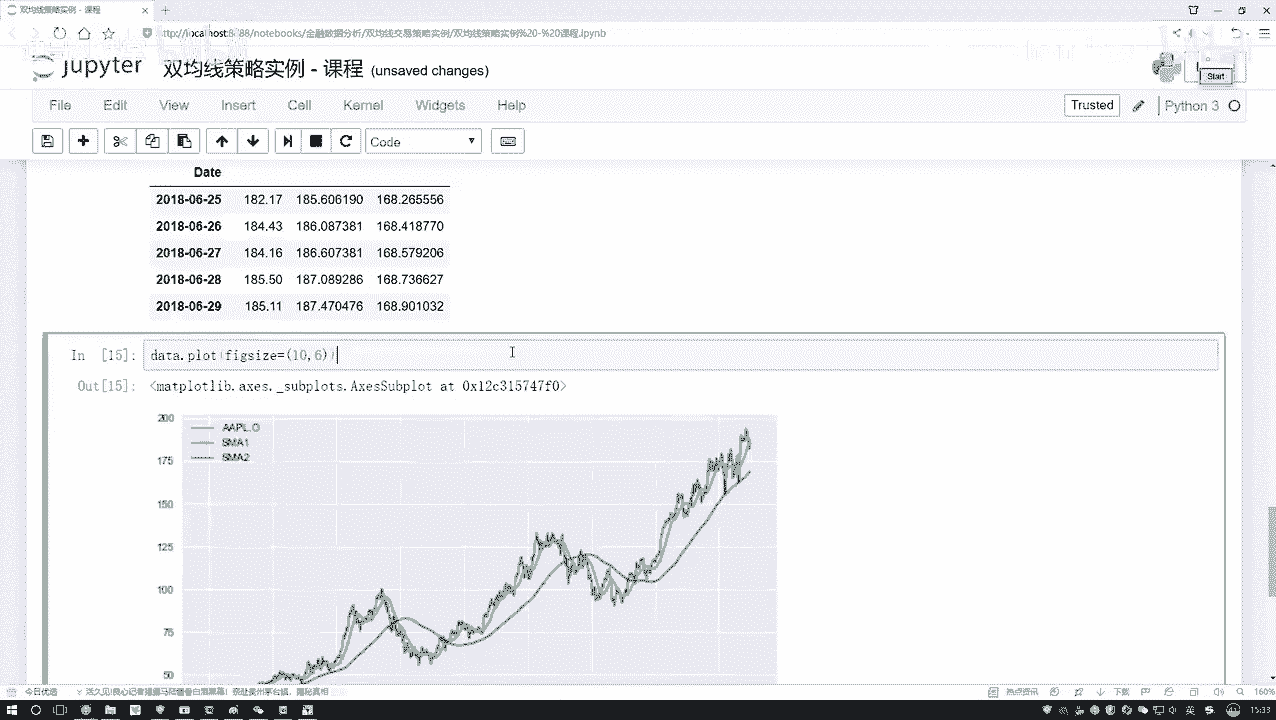 双均线策略实例 - 课程
localhost:8888/notebooks/金融数据分析/双均线交易策略实例/双均线策略实例%20-%20课程.ipynb
jupyter 双均线策略实例 - 课程 (unsaved changes)
Start
File Edit View Insert Cell Kernel Widgets Help
Trusted
Python 3
Code
Date
2018-06-25 182.17 185.606190 168.265556
2018-06-26 184.43 186.087381 168.418770
2018-06-27 184.16 186.607381 168.579206
2018-06-28 185.50 187.089286 168.736627
2018-06-29 185.11 187.470476 168.901032
In [15]: data.plot(figsize=(10,6))
Out[15]: <matplotlib.axes._subplots.AxesSubplot at 0x12c315747f0>
200
AAPL.O
SMA1
SMA2
175
150
125
100
75
50
今日优选
热点资讯
下载
160%
15:33